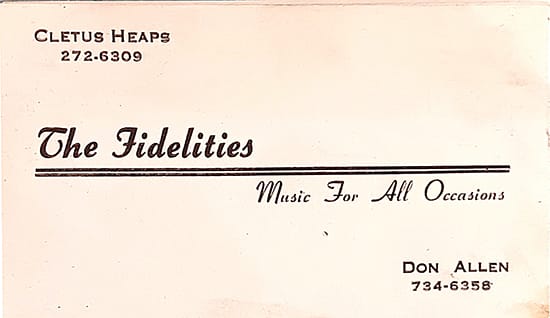 Cletus Heaps
272-6309
The Fidelities
Music For All Occasions
Don Allen
734-6358